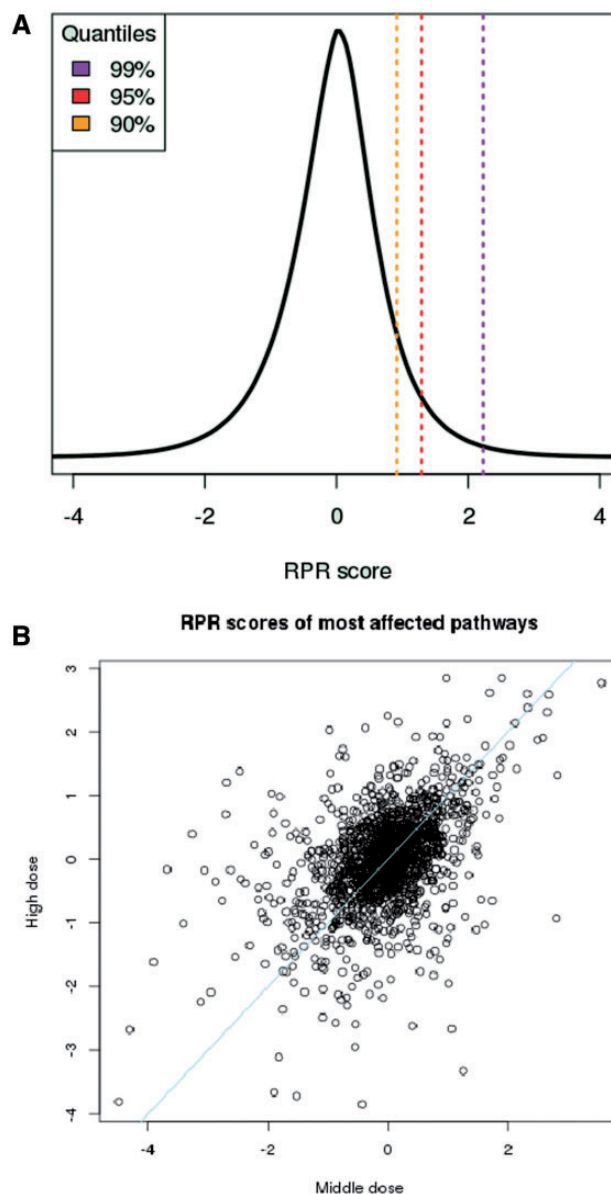 A
Quantiles
99%
95%
90%
-4 -2 0 2 4
RPR score
B
RPR scores of most affected pathways
3
2
1
0
-1
-2
-3
-4
High dose
-4 -2 0 2
Middle dose